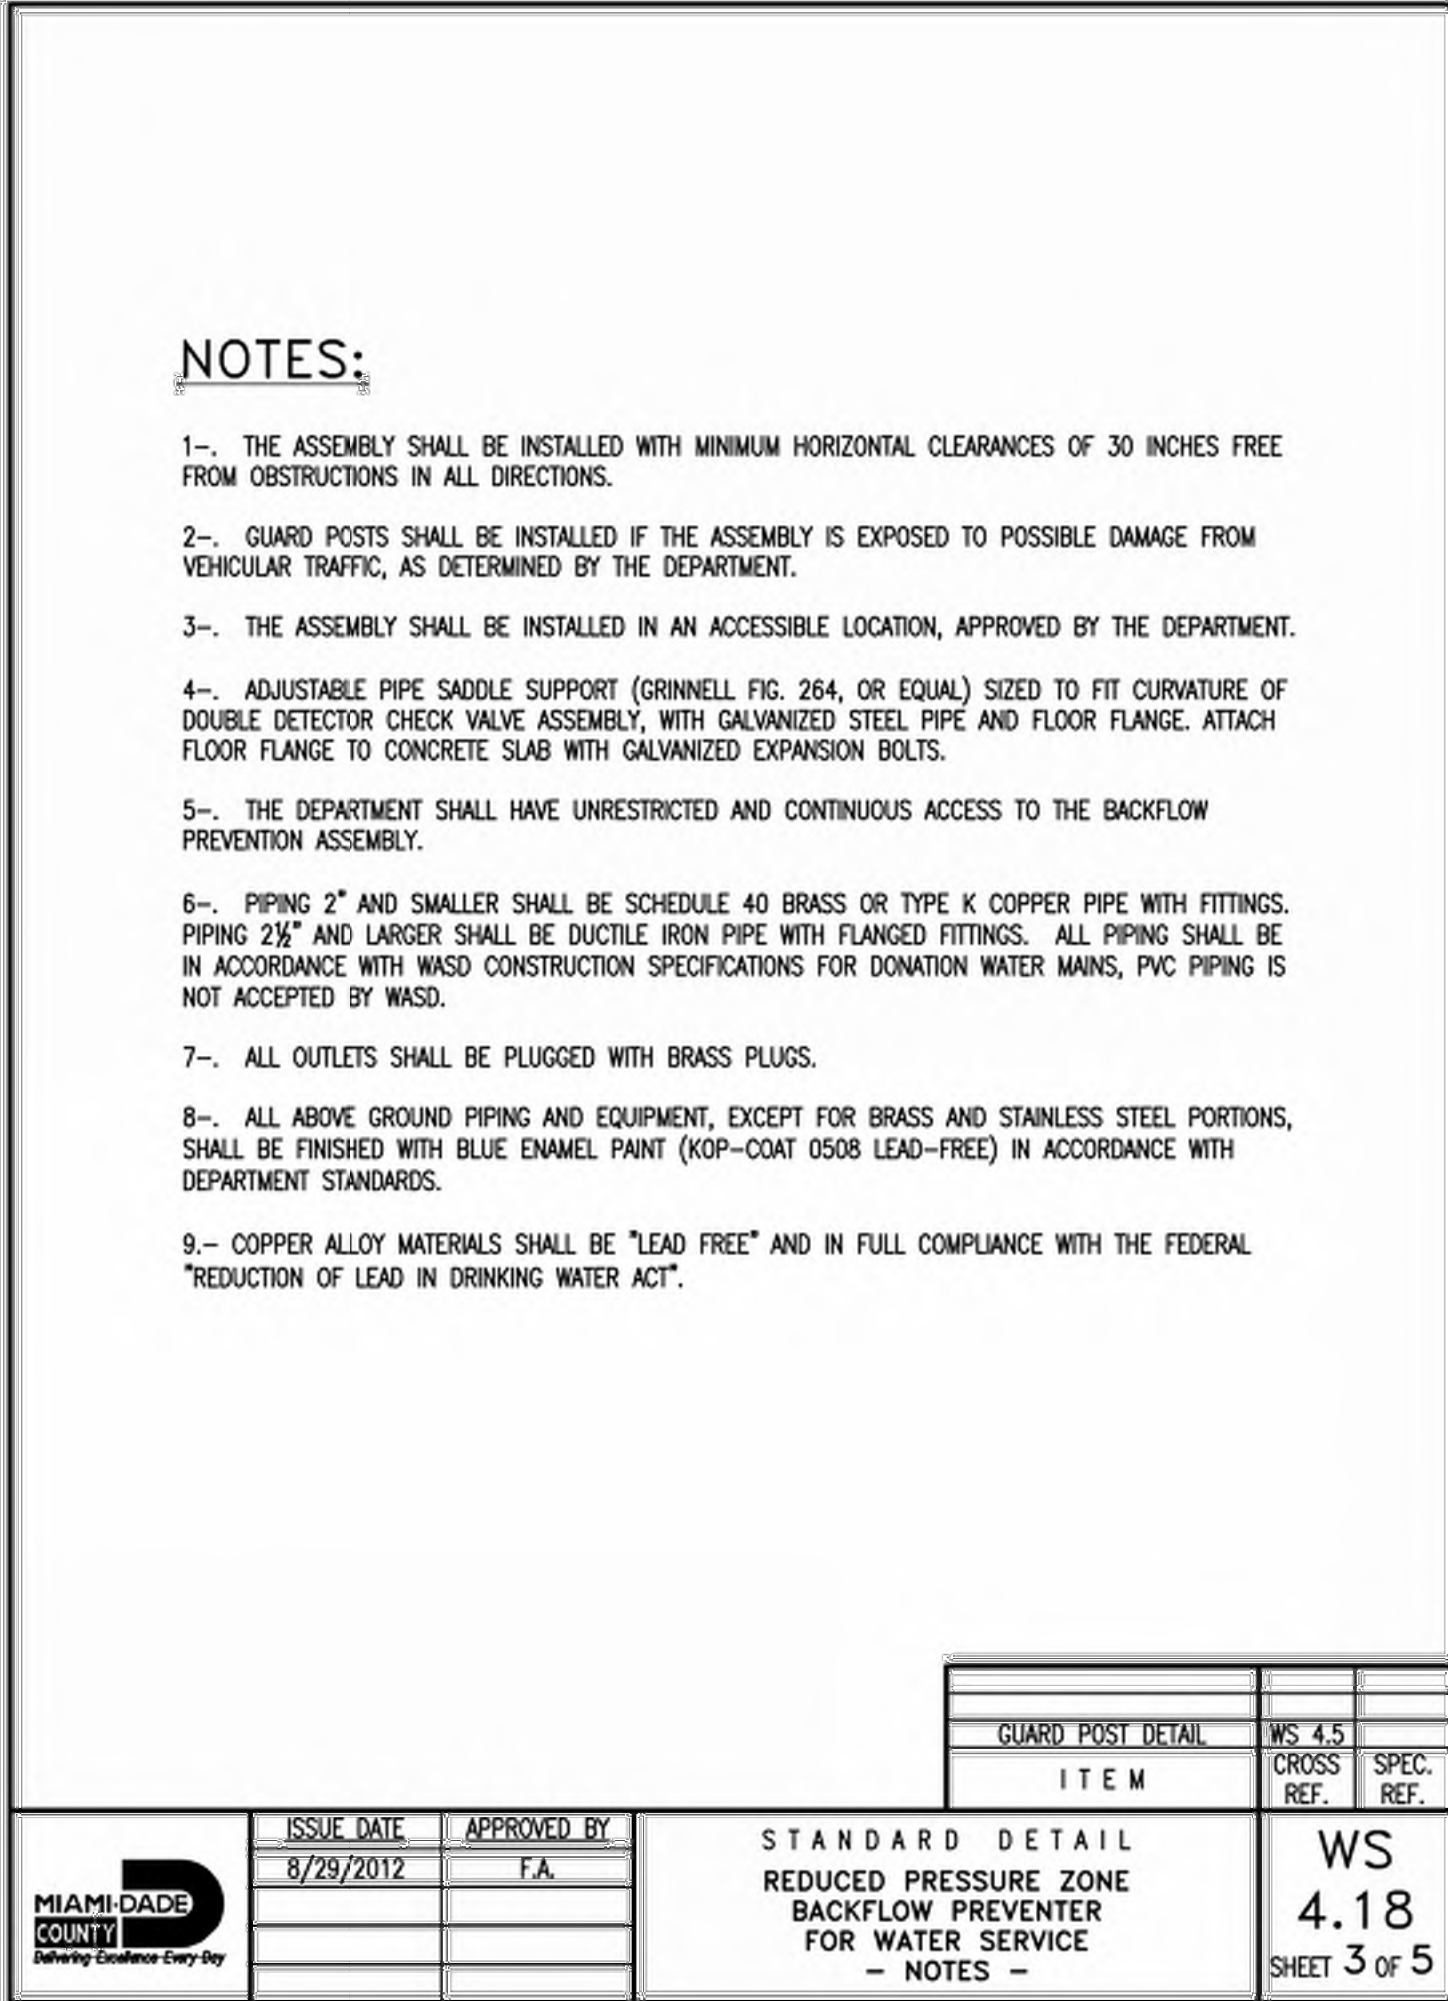 NOTES:
1-. THE ASSEMBLY SHALL BE INSTALLED WITH MINIMUM HORIZONTAL CLEARANCES OF 30 INCHES FREE
FROM OBSTRUCTIONS IN ALL DIRECTIONS.
2-. GUARD POSTS SHALL BE INSTALLED IF THE ASSEMBLY IS EXPOSED TO POSSIBLE DAMAGE FROM
VEHICULAR TRAFFIC, AS DETERMINED BY THE DEPARTMENT.
3-. THE ASSEMBLY SHALL BE INSTALLED IN AN ACCESSIBLE LOCATION, APPROVED BY THE DEPARTMENT.
4-. ADJUSTABLE PIPE SADDLE SUPPORT (GRINNELL FIG. 264, OR EQUAL) SIZED TO FIT CURVATURE OF
DOUBLE DETECTOR CHECK VALVE ASSEMBLY, WITH GALVANIZED STEEL PIPE AND FLOOR FLANGE. ATTACH
FLOOR FLANGE TO CONCRETE SLAB WITH GALVANIZED EXPANSION BOLTS.
5-. THE DEPARTMENT SHALL HAVE UNRESTRICTED AND CONTINUOUS ACCESS TO THE BACKFLOW
PREVENTION ASSEMBLY.
6-. PIPING 2" AND SMALLER SHALL BE SCHEDULE 40 BRASS OR TYPE K COPPER PIPE WITH FITTINGS.
PIPING 2½" AND LARGER SHALL BE DUCTILE IRON PIPE WITH FLANGED FITTINGS. ALL PIPING SHALL BE
IN ACCORDANCE WITH WASD CONSTRUCTION SPECIFICATIONS FOR DONATION WATER MAINS, PVC PIPING IS
NOT ACCEPTED BY WASD.
7-. ALL OUTLETS SHALL BE PLUGGED WITH BRASS PLUGS.
8-. ALL ABOVE GROUND PIPING AND EQUIPMENT, EXCEPT FOR BRASS AND STAINLESS STEEL PORTIONS,
SHALL BE FINISHED WITH BLUE ENAMEL PAINT (KOP-COAT 0508 LEAD-FREE) IN ACCORDANCE WITH
DEPARTMENT STANDARDS.
9.- COPPER ALLOY MATERIALS SHALL BE "LEAD FREE" AND IN FULL COMPLIANCE WITH THE FEDERAL
"REDUCTION OF LEAD IN DRINKING WATER ACT".
GUARD POST DETAIL WS 4.5
ITEM CROSS REF. SPEC. REF.
MIAMI-DADE
COUNTY
Delivering Excellence Every Day
ISSUE DATE APPROVED BY
8/29/2012 F.A.
STANDARD DETAIL
REDUCED PRESSURE ZONE
BACKFLOW PREVENTER
FOR WATER SERVICE
- NOTES -
WS
4.18
SHEET 3 OF 5